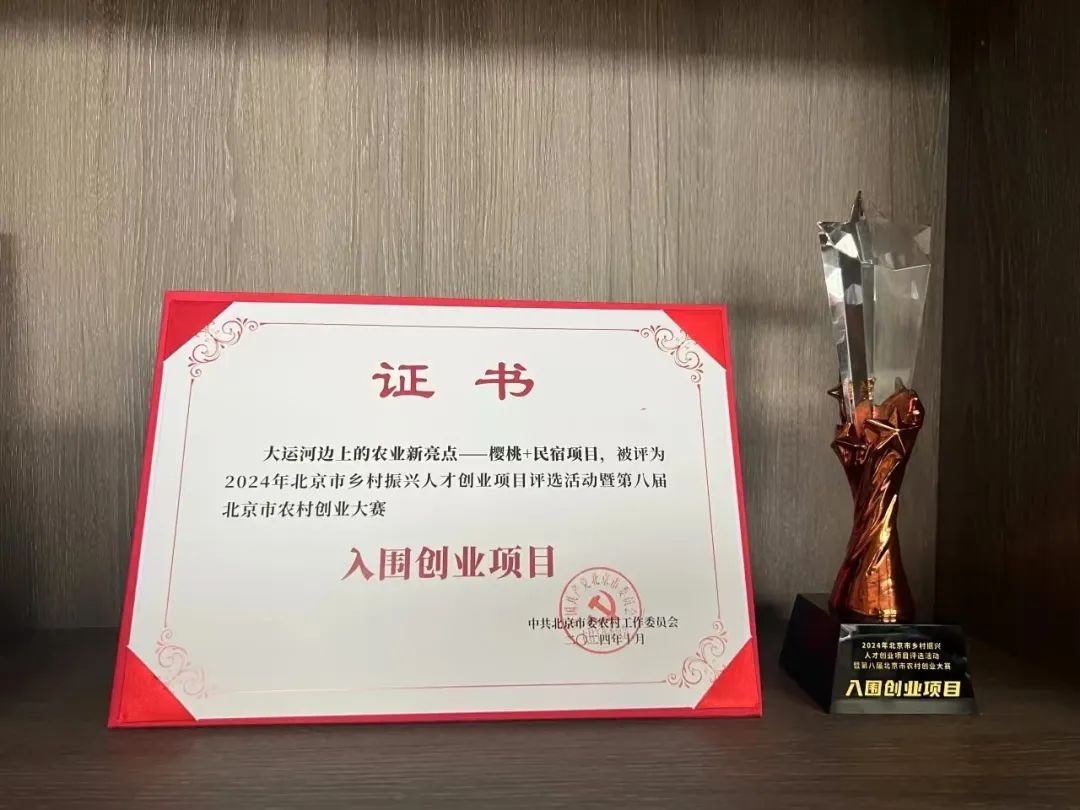 证书
大运河边上的农业新亮点——樱桃+民宿项目，被评为
2024年北京市乡村振兴人才创业项目评选活动暨第八届
北京市农村创业大赛
入围创业项目
中共北京市委农村工作委员会
二〇二四年十月
2024年北京市乡村振兴
人才创业项目评选活动
暨第八届北京市农村创业大赛
入围创业项目